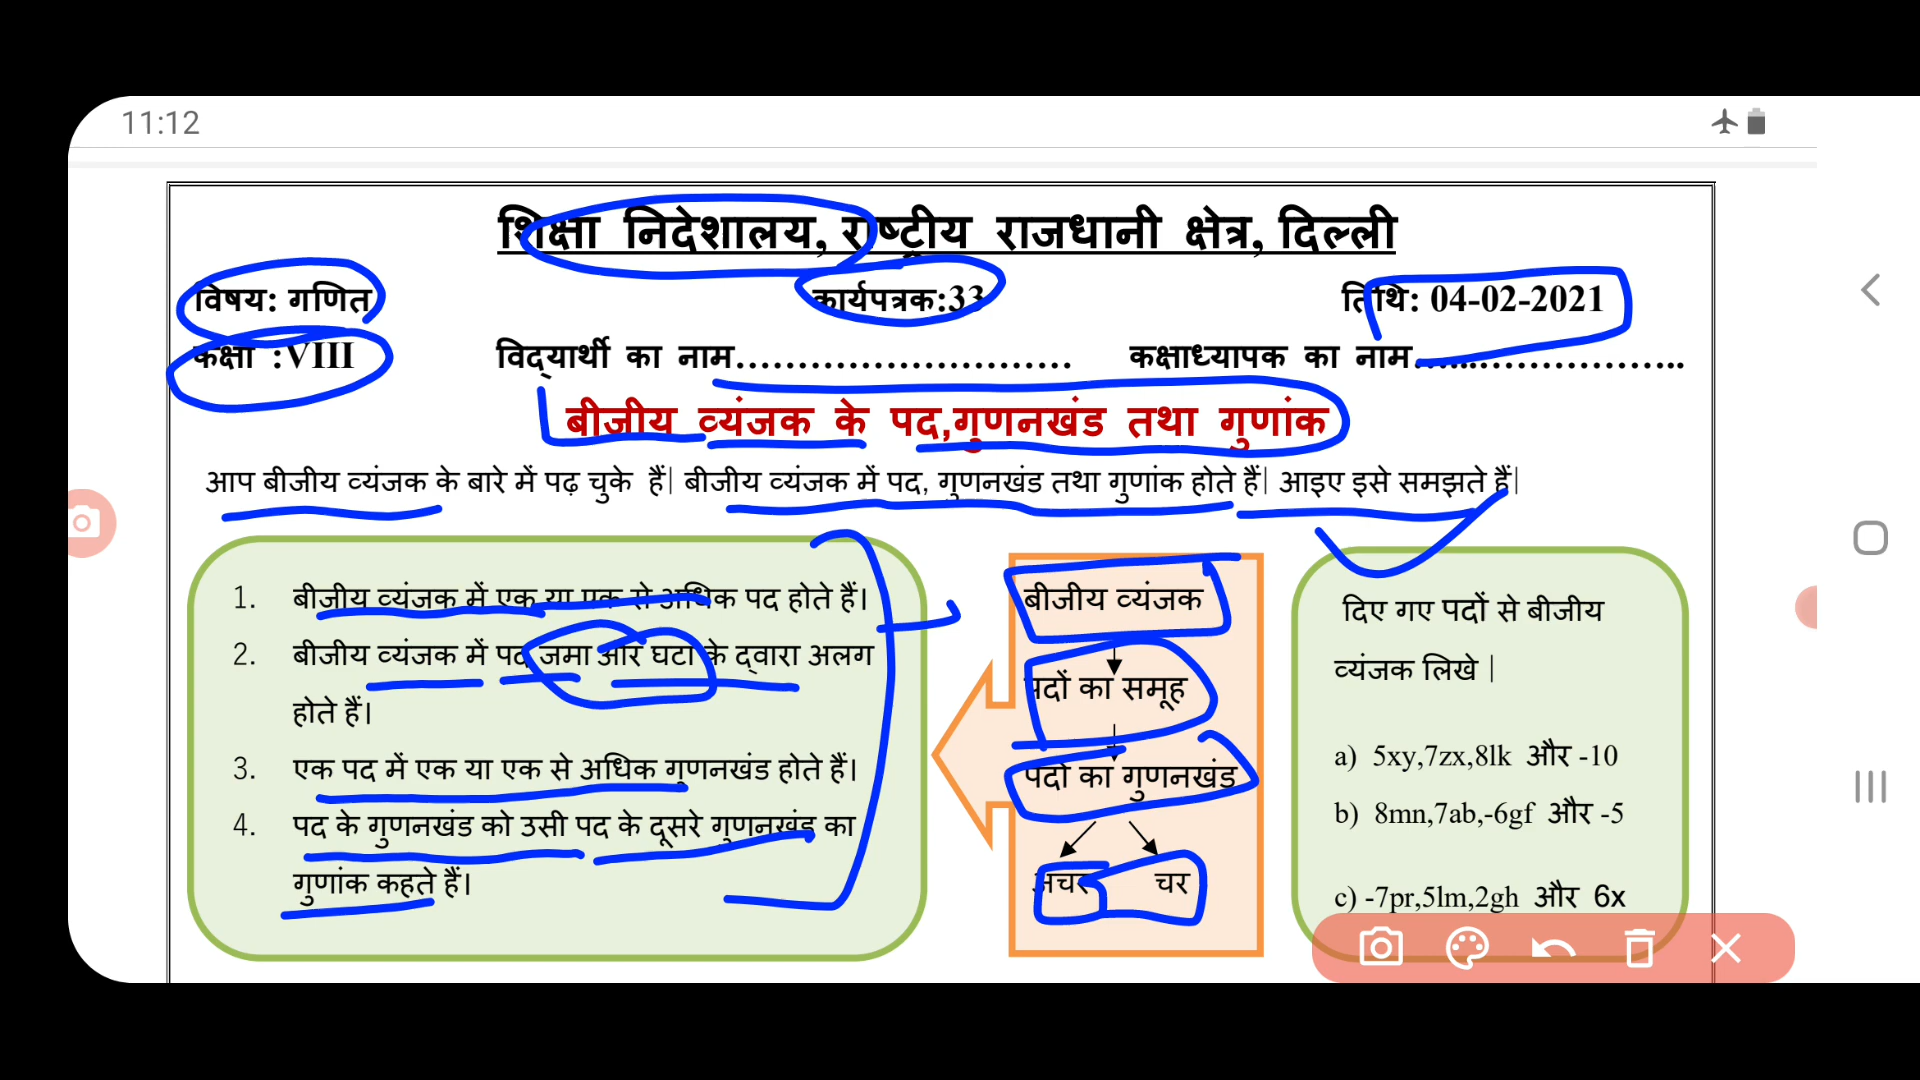 11:12
शिक्षा निदेशालय, राष्ट्रीय राजधानी क्षेत्र, दिल्ली
विषय: गणित कार्यपत्रक:33 तिथि: 04-02-2021
कक्षा :VIII विद्यार्थी का नाम........................... कक्षाध्यापक का नाम.........................
बीजीय व्यंजक के पद,गुणनखंड तथा गुणांक
आप बीजीय व्यंजक के बारे में पढ़ चुके हैं| बीजीय व्यंजक में पद, गुणनखंड तथा गुणांक होते हैं| आइए इसे समझते हैं|
1. बीजीय व्यंजक में एक या एक से अधिक पद होते हैं।
2. बीजीय व्यंजक में पद जमा और घटा के द्वारा अलग
होते हैं।
3. एक पद में एक या एक से अधिक गुणनखंड होते हैं।
4. पद के गुणनखंड को उसी पद के दूसरे गुणनखंड का
गुणांक कहते हैं।
बीजीय व्यंजक
पदों का समूह
पदों का गुणनखंड
अचर चर
दिए गए पदों से बीजीय
व्यंजक लिखे |
a) 5xy,7zx,8lk और -10
b) 8mn,7ab,-6gf और -5
c) -7pr,5lm,2gh और 6x